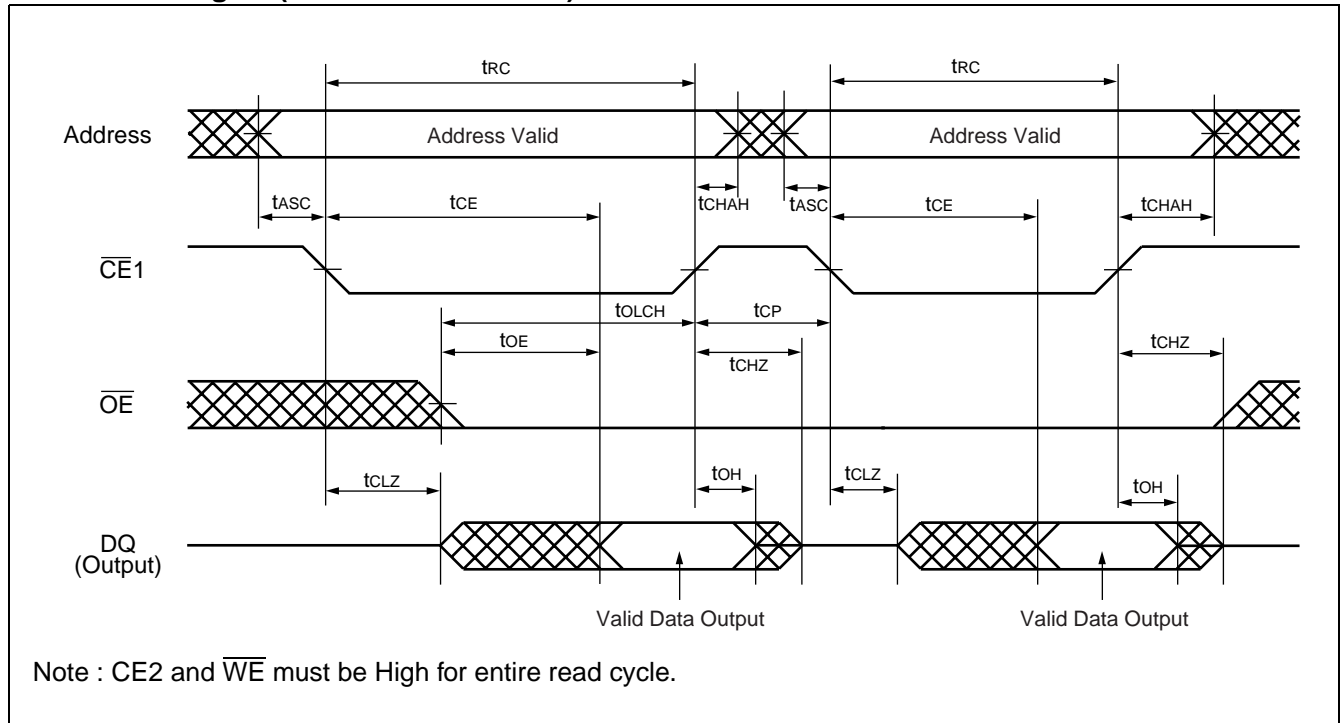 tRC tRC
Address Address Valid Address Valid
tASC tCE tCHAH tASC tCE tCHAH
CE1
tOLCH tCP
tOE tCHZ tCHZ
OE
tCLZ tOH tCLZ tOH
DQ
(Output)
Valid Data Output Valid Data Output
Note : CE2 and WE must be High for entire read cycle.